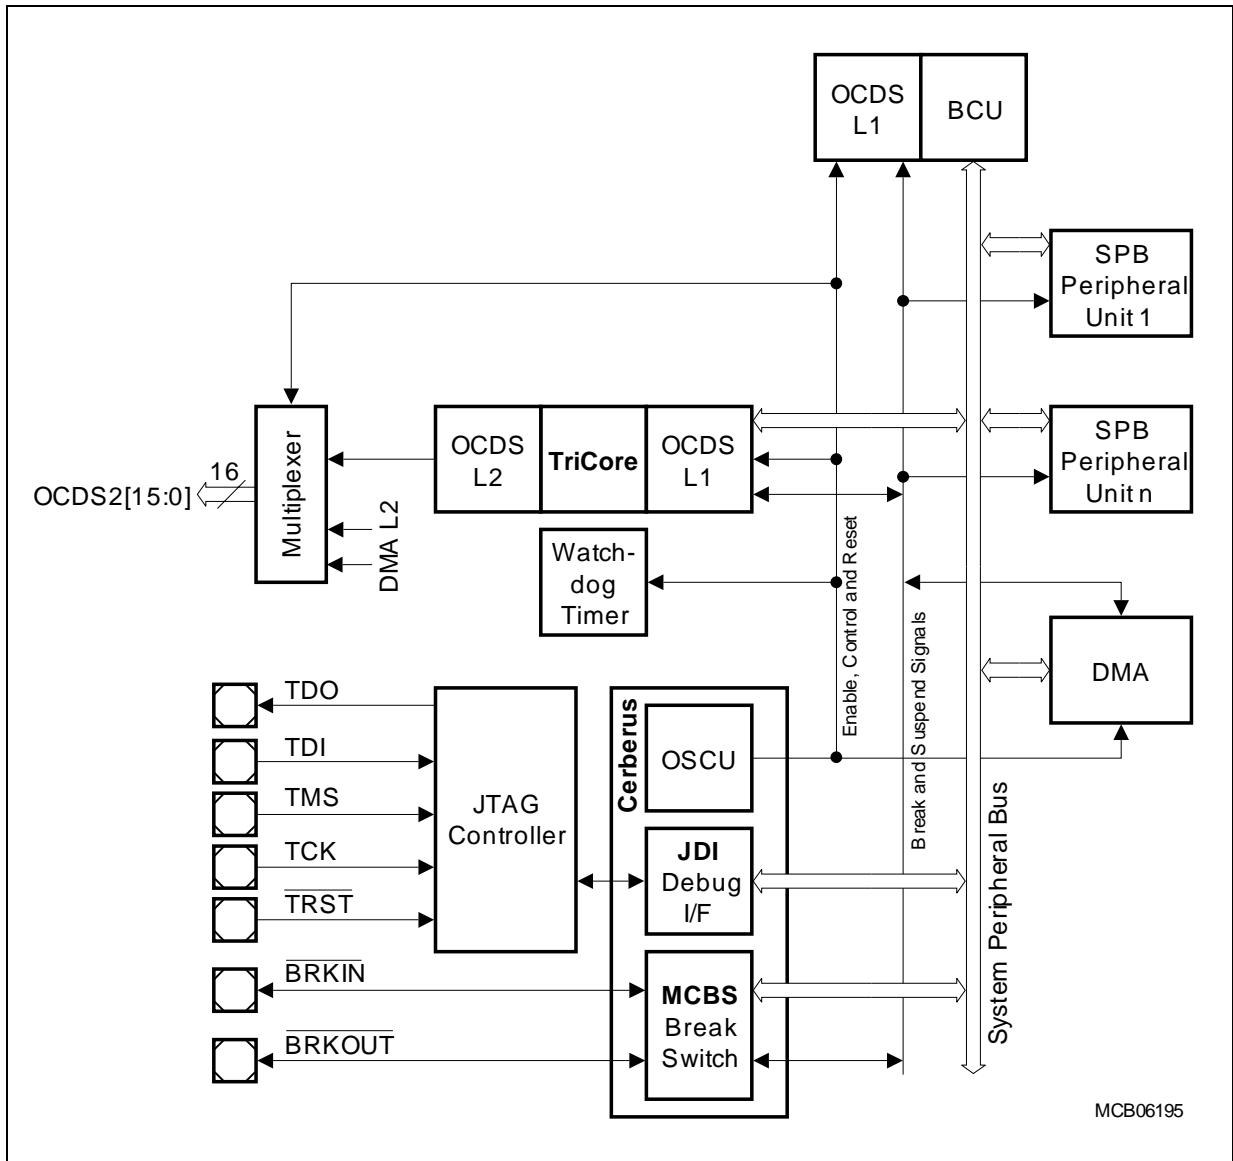 OCDS
L1
BCU
SPB
Peripheral
Unit 1
OCDS
L2
TriCore
OCDS
L1
SPB
Peripheral
Unit n
Multiplexer
16
OCDS2[15:0]
DMA L2
Watch-
dog
Timer
Enable, Control and Reset
Break and Suspend Signals
System Peripheral Bus
DMA
TDO
TDI
TMS
TCK
TRST
BRKIN
BRKOUT
JTAG
Controller
Cerberus
OSCU
JDI
Debug
I/F
MCBS
Break
Switch
MCB06195